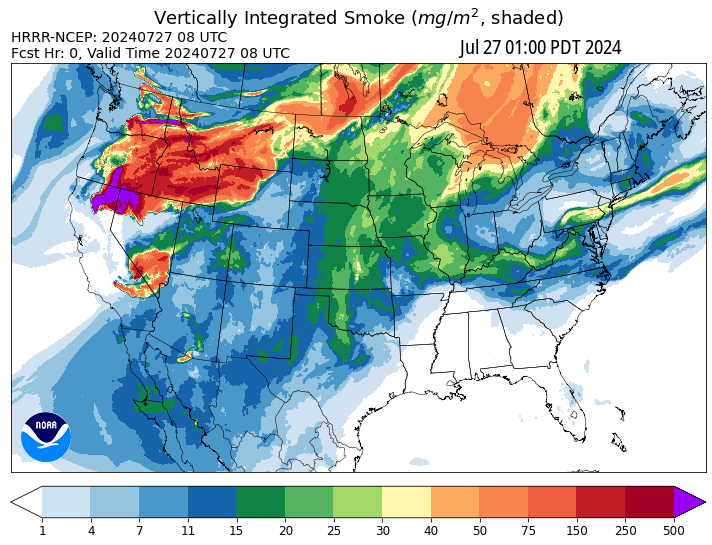 Vertically Integrated Smoke (mg/m², shaded)
HRRR-NCEP: 20240727 08 UTC
Fcst Hr: 0, Valid Time 20240727 08 UTC
Jul 27 01:00 PDT 2024
NOAA
1 4 7 11 15 20 25 30 40 50 75 150 250 500